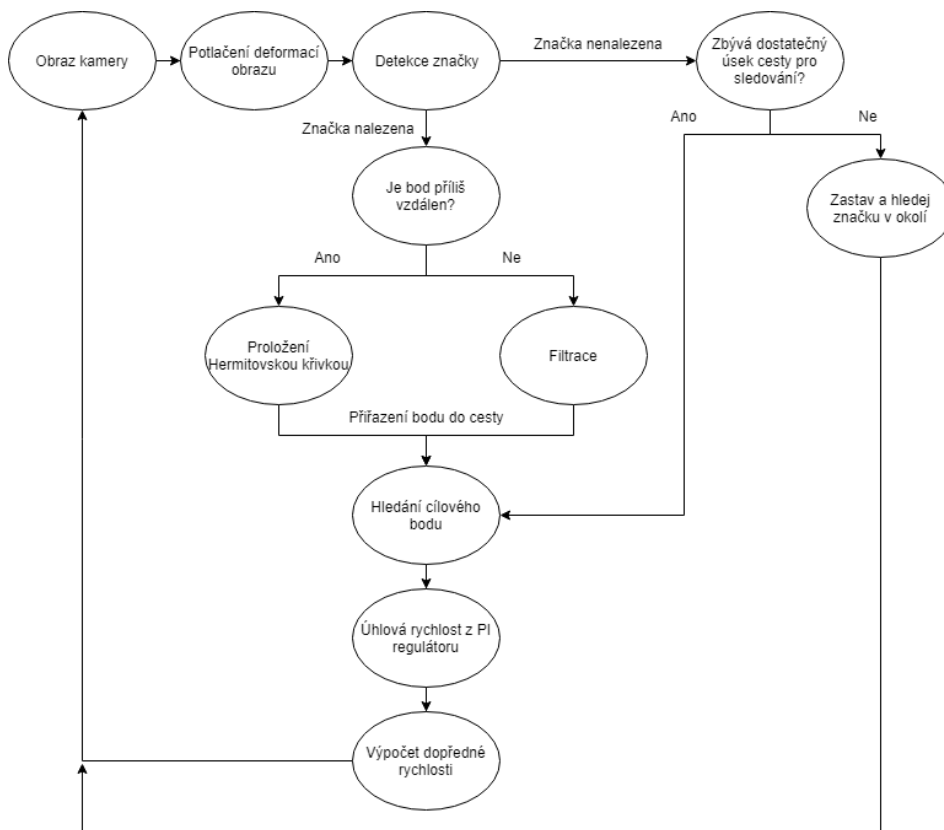 Obraz kamery
Potlačení deformací
obrazu
Detekce značky
Značka nenalezena
Zbývá dostatečný
úsek cesty pro
sledování?
Značka nalezena
Ano
Ne
Je bod příliš
vzdálen?
Zastav a hledej
značku v okolí
Ano
Ne
Proložení
Hermitovskou křivkou
Filtrace
Přiřazení bodu do cesty
Hledání cílového
bodu
Úhlová rychlost z PI
regulátoru
Výpočet dopředné
rychlosti